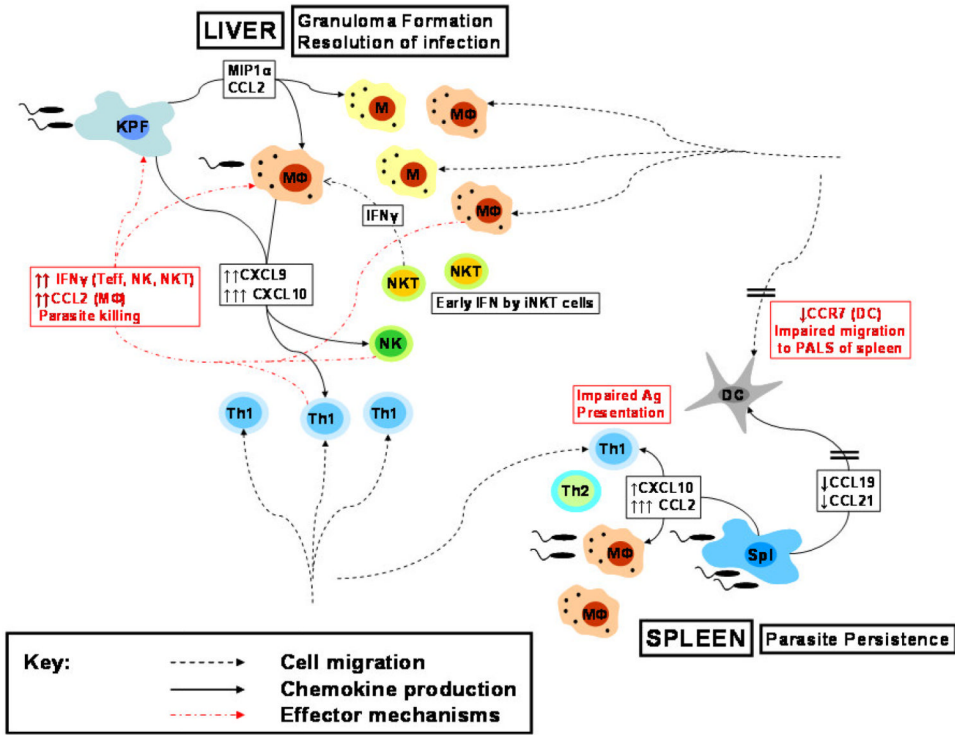 LIVER
Granuloma Formation
Resolution of infection
MIP1α
CCL2
KPF
M
MΦ
MΦ
M
MΦ
IFNγ
NKT
NKT
Early IFN by iNKT cells
↑↑ IFNγ (Teff, NK, NKT)
↑↑CCL2 (MΦ)
Parasite killing
↑↑CXCL9
↑↑↑ CXCL10
NK
Th1
Th1
Th1
↓CCR7 (DC)
Impaired migration
to PALS of spleen
DC
Impaired Ag
Presentation
Th1
Th2
↑CXCL10
↑↑↑ CCL2
↓CCL19
↓CCL21
MΦ
Spl
MΦ
SPLEEN
Parasite Persistence
Key:
Cell migration
Chemokine production
Effector mechanisms